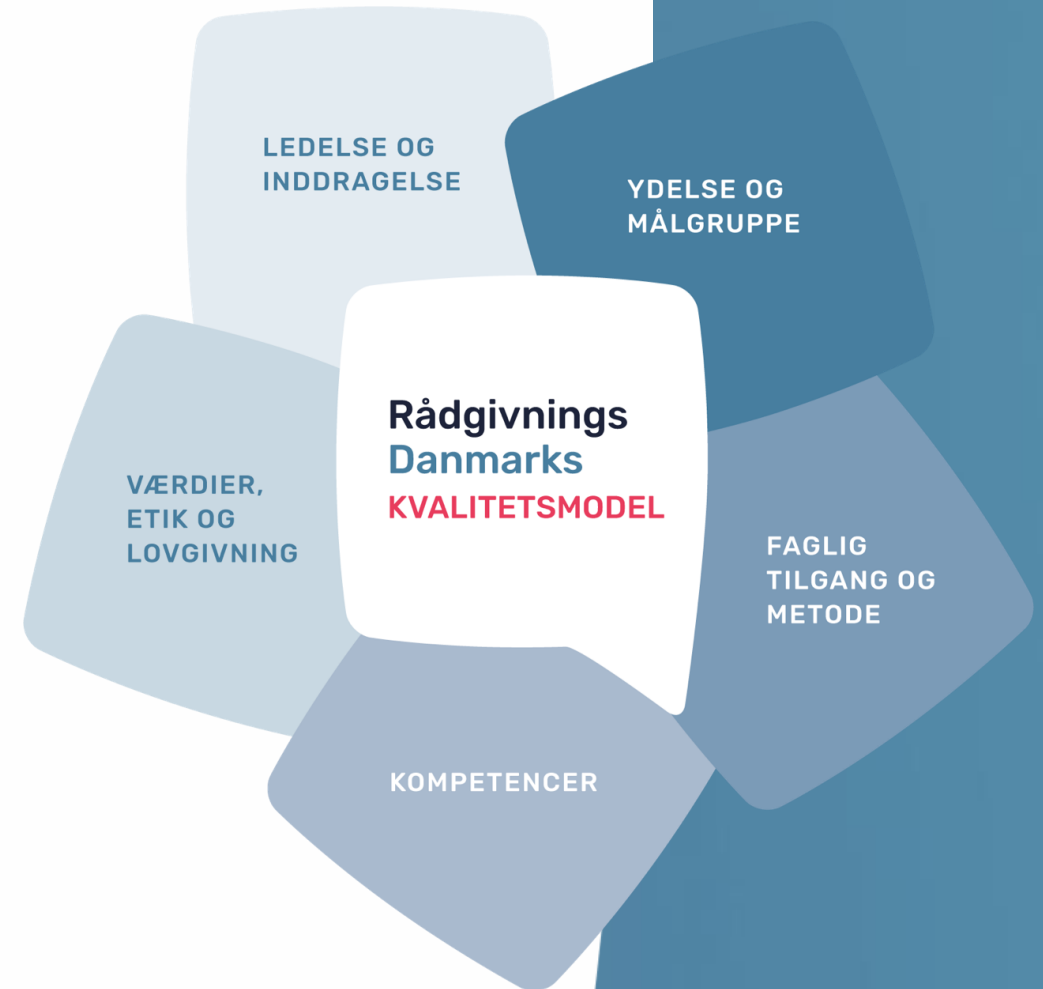 LEDELSE OG
INDDRAGELSE
YDELSE OG
MÅLGRUPPE
Rådgivnings
Danmarks
KVALITETSMODEL
VÆRDIER,
ETIK OG
LOVGIVNING
FAGLIG
TILGANG OG
METODE
KOMPETENCER